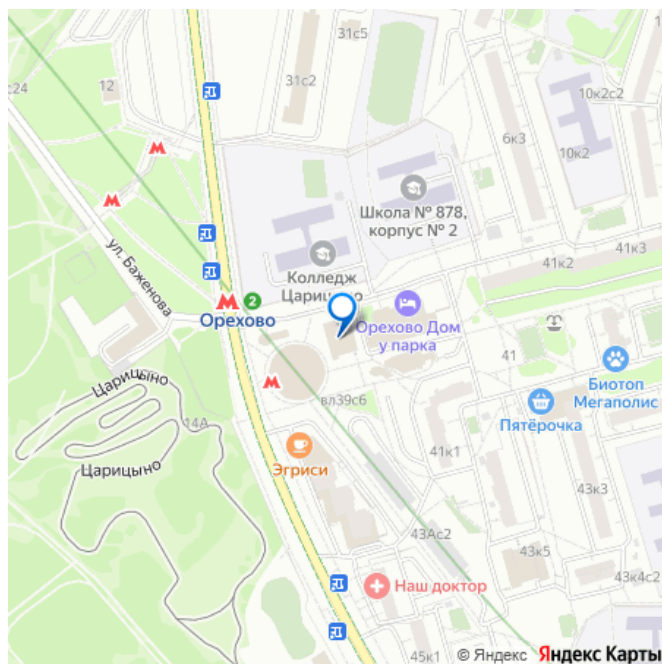 31с5
31с2
12
с24
10к2с2
6к3
10к2
Школа № 878,
корпус № 2
ул. Баженова
Колледж
Царицыно
41к2
41к3
2
Орехово
Орехово Дом
у парка
41
Биотоп
Мегаполис
Царицыно
14А
вл39с6
Пятёрочка
Царицыно
Эгриси
41к1
43к3
43Ас2
43к5
Наш доктор
43к4с2
45к1
© Яндекс Яндекс Карты